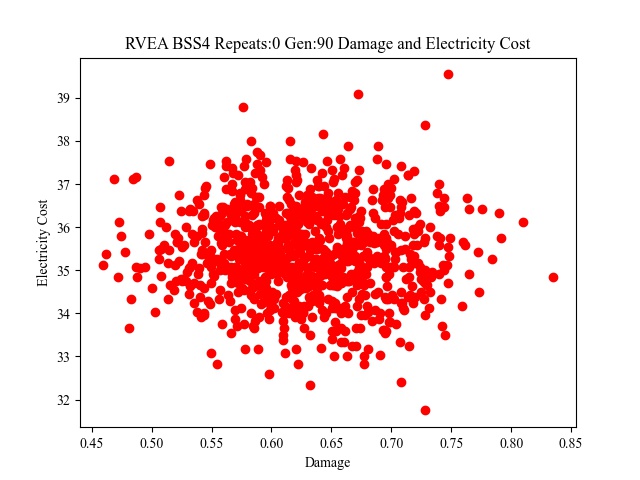 RVEA BSS4 Repeats:0 Gen:90 Damage and Electricity Cost
Electricity Cost
39
38
37
36
35
34
33
32
0.45 0.50 0.55 0.60 0.65 0.70 0.75 0.80 0.85
Damage